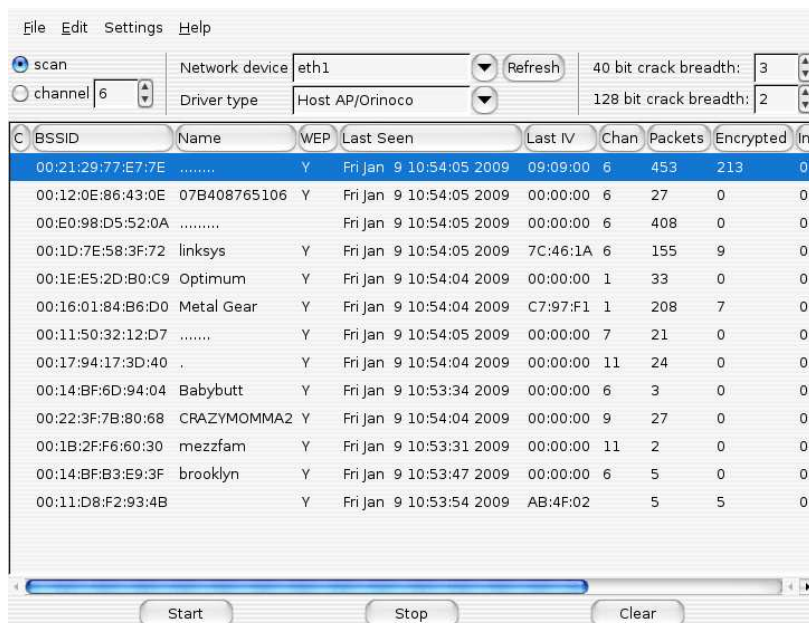 File Edit Settings Help
scan Network device eth1 Refresh 40 bit crack breadth: 3
channel 6 Driver type Host AP/Orinoco 128 bit crack breadth: 2
C BSSID Name WEP Last Seen Last IV Chan Packets Encrypted In
00:21:29:77:E7:7E ........ Y Fri Jan 9 10:54:05 2009 09:09:00 6 453 213 0
00:12:0E:86:43:0E 07B408765106 Y Fri Jan 9 10:54:05 2009 00:00:00 6 27 0 0
00:E0:98:D5:52:0A ......... Fri Jan 9 10:54:05 2009 00:00:00 6 408 0 0
00:1D:7E:58:3F:72 linksys Y Fri Jan 9 10:54:05 2009 7C:46:1A 6 155 9 0
00:1E:E5:2D:B0:C9 Optimum Y Fri Jan 9 10:54:04 2009 00:00:00 1 33 0 0
00:16:01:84:B6:D0 Metal Gear Y Fri Jan 9 10:54:04 2009 C7:97:F1 1 208 7 0
00:11:50:32:12:D7 ....... Y Fri Jan 9 10:54:05 2009 00:00:00 7 21 0 0
00:17:94:17:3D:40 . Y Fri Jan 9 10:54:04 2009 00:00:00 11 24 0 0
00:14:BF:6D:94:04 Babybutt Y Fri Jan 9 10:53:34 2009 00:00:00 6 3 0 0
00:22:3F:7B:80:68 CRAZYMOMMA2 Y Fri Jan 9 10:54:04 2009 00:00:00 9 27 0 0
00:1B:2F:F6:60:30 mezzfam Y Fri Jan 9 10:53:31 2009 00:00:00 11 2 0 0
00:14:BF:B3:E9:3F brooklyn Y Fri Jan 9 10:53:47 2009 00:00:00 6 5 0 0
00:11:D8:F2:93:4B Y Fri Jan 9 10:53:54 2009 AB:4F:02 5 5 0
Start Stop Clear